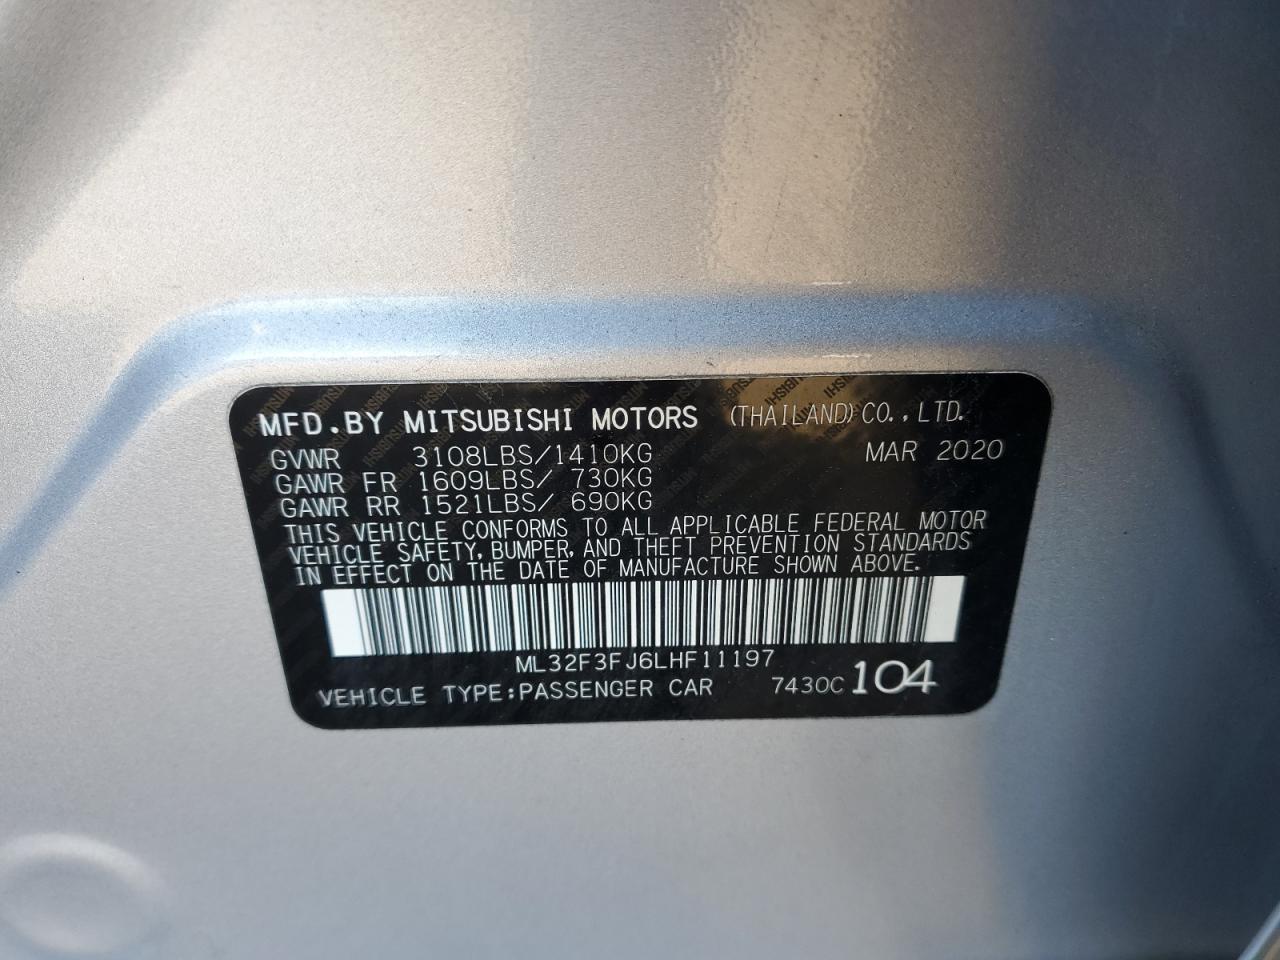 MFD.BY MITSUBISHI MOTORS (THAILAND)CO.,LTD.
GVWR 3108LBS/1410KG MAR 2020
GAWR FR 1609LBS/ 730KG
GAWR RR 1521LBS/ 690KG
THIS VEHICLE CONFORMS TO ALL APPLICABLE FEDERAL MOTOR
VEHICLE SAFETY, BUMPER, AND THEFT PREVENTION STANDARDS
IN EFFECT ON THE DATE OF MANUFACTURE SHOWN ABOVE.
ML32F3FJ6LHF11197
VEHICLE TYPE:PASSENGER CAR 7430C 104